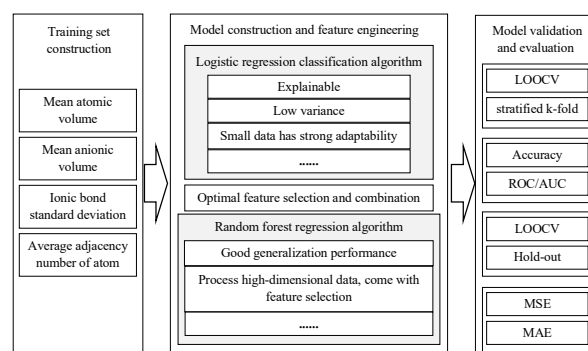 Training set
construction
Mean atomic
volume
Mean anionic
volume
Ionic bond
standard deviation
Average adjacency
number of atom
Model construction and feature engineering
Logistic regression classification algorithm
Explainable
Low variance
Small data has strong adaptability
......
Optimal feature selection and combination
Random forest regression algorithm
Good generalization performance
Process high-dimensional data, come with
feature selection
......
Model validation
and evaluation
LOOCV
stratified k-fold
Accuracy
ROC/AUC
LOOCV
Hold-out
MSE
MAE